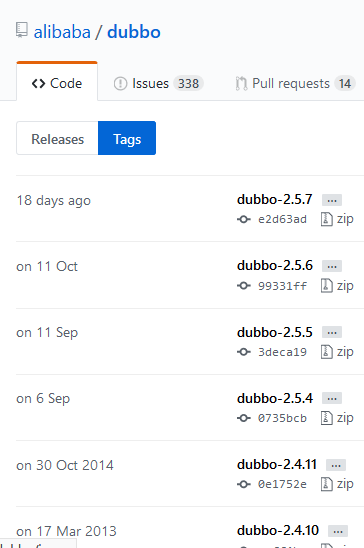 alibaba / dubbo
Code Issues 338 Pull requests 14
Releases Tags
18 days ago dubbo-2.5.7 ...
e2d63ad zip
on 11 Oct dubbo-2.5.6 ...
99331ff zip
on 11 Sep dubbo-2.5.5 ...
3deca19 zip
on 6 Sep dubbo-2.5.4 ...
0735bcb zip
on 30 Oct 2014 dubbo-2.4.11 ...
0e1752e zip
on 17 Mar 2013 dubbo-2.4.10 ...